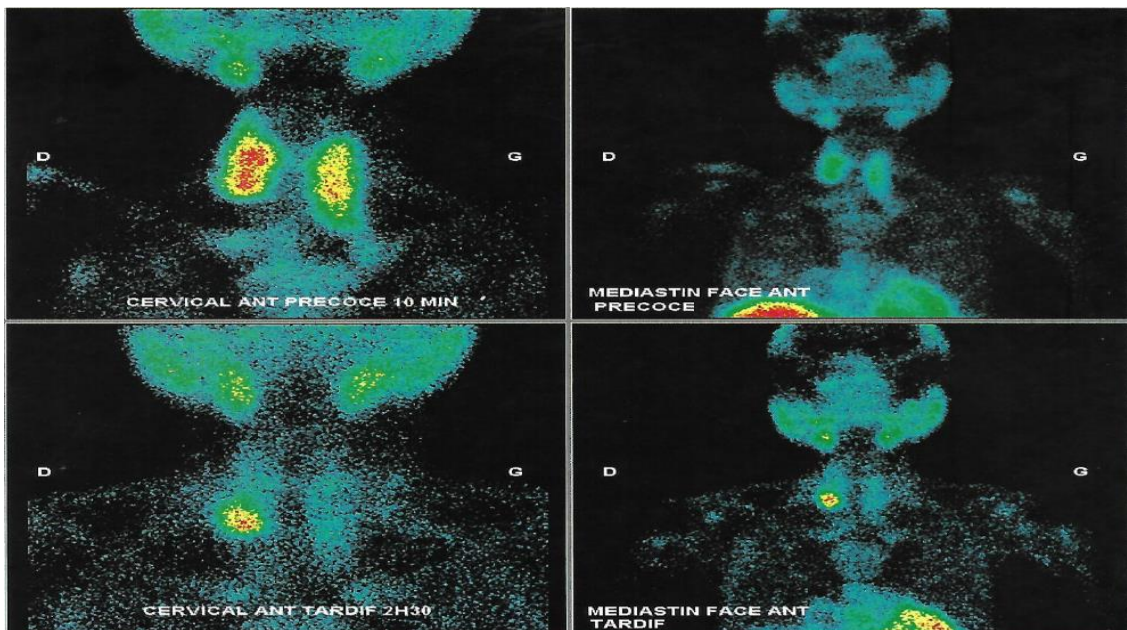 D
G
CERVICAL ANT PRECOCE 10 MIN
D
G
MEDIASTIN FACE ANT
PRECOCE
D
G
CERVICAL ANT TARDIF 2H30
D
G
MEDIASTIN FACE ANT
TARDIF